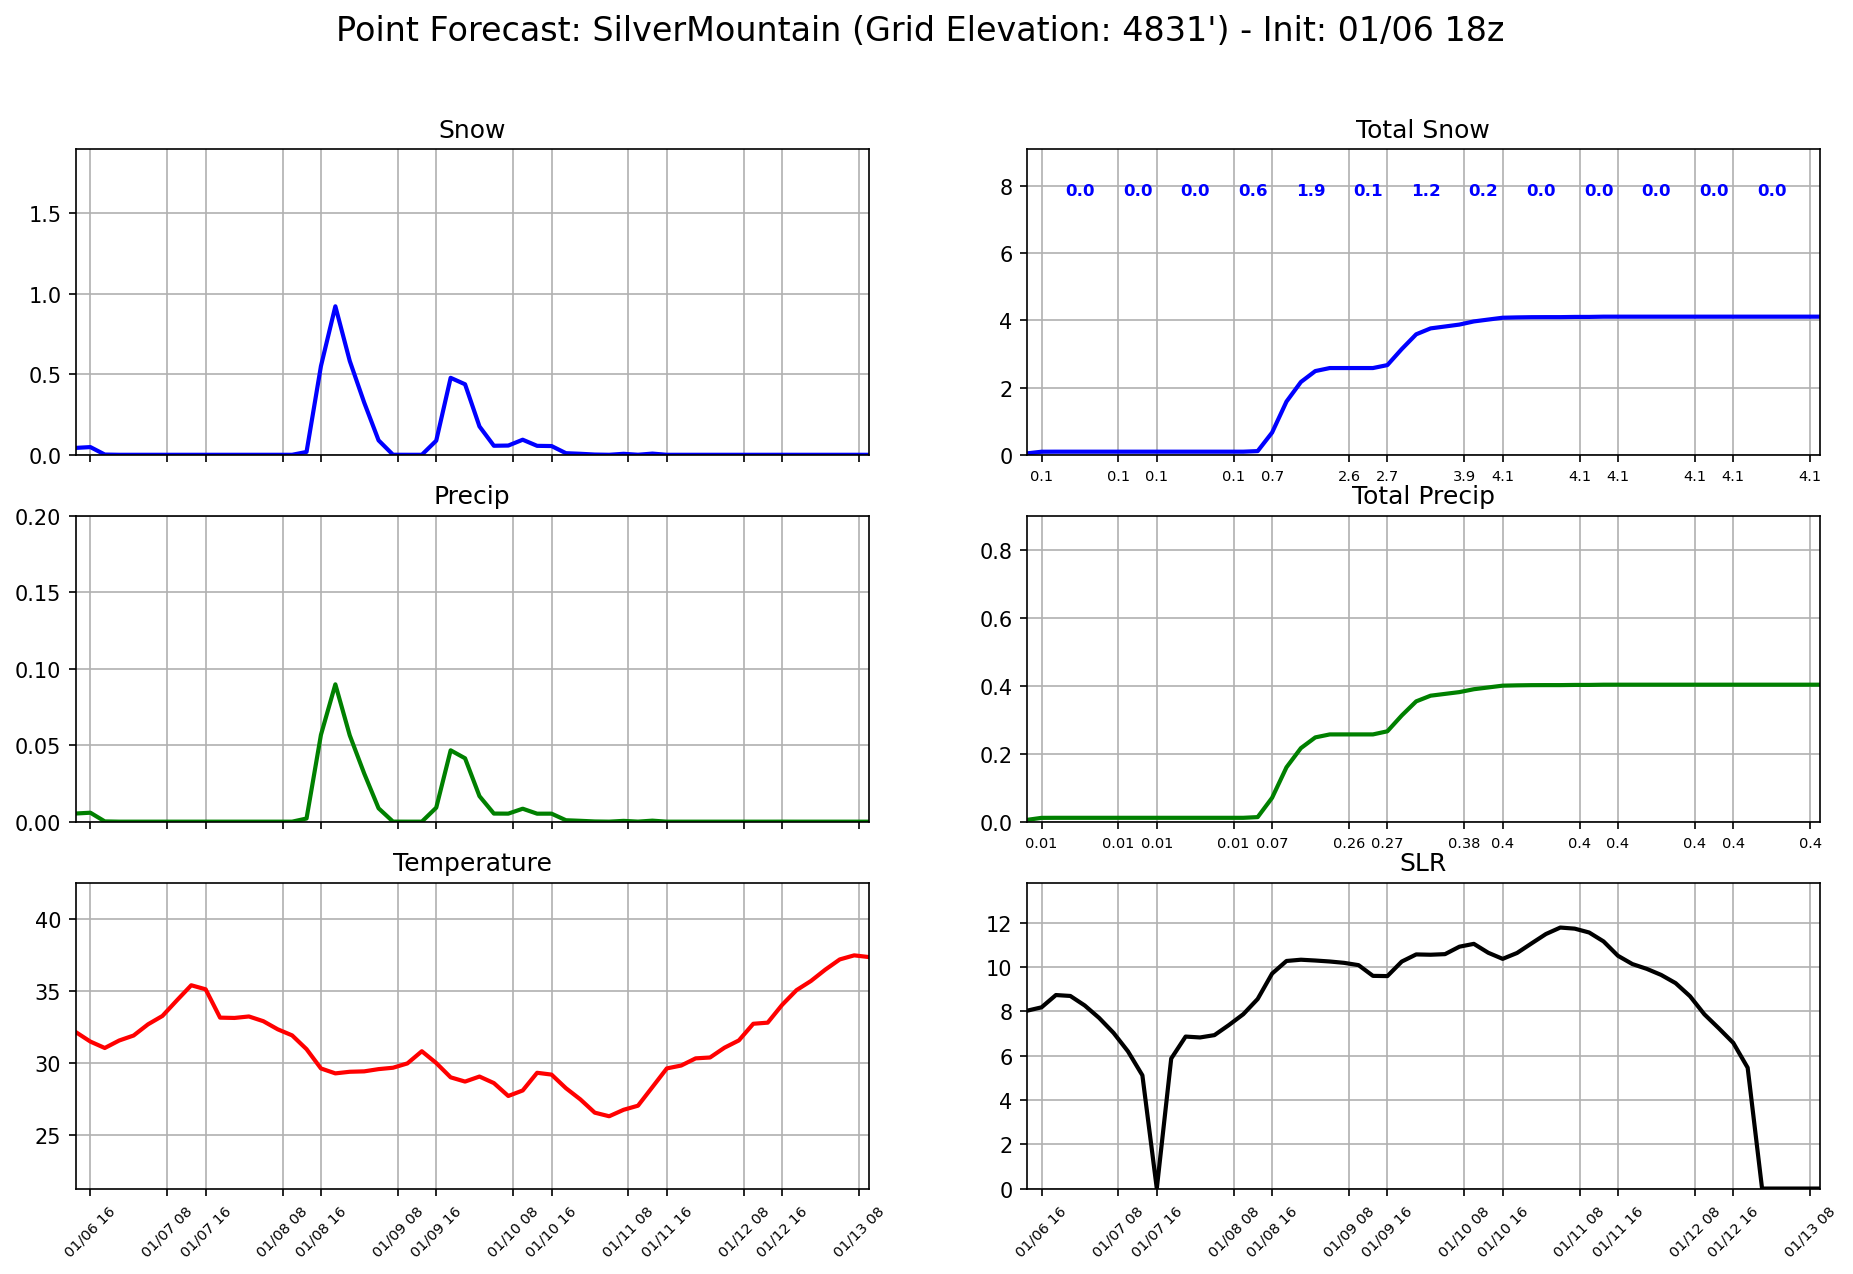 Point Forecast: SilverMountain (Grid Elevation: 4831') - Init: 01/06 18z
Snow
1.5
1.0
0.5
0.0
Total Snow
8
6
4
2
0
0.0 0.0 0.0 0.6 1.9 0.1 1.2 0.2 0.0 0.0 0.0 0.0 0.0
0.1 0.1 0.1 0.1 0.7 2.6 2.7 3.9 4.1 4.1 4.1 4.1 4.1 4.1
Precip
0.20
0.15
0.10
0.05
0.00
Total Precip
0.8
0.6
0.4
0.2
0.0
0.01 0.01 0.01 0.01 0.07 0.26 0.27 0.38 0.4 0.4 0.4 0.4 0.4 0.4
Temperature
40
35
30
25
01/06 16 01/07 08 01/07 16 01/08 08 01/08 16 01/09 08 01/09 16 01/10 08 01/10 16 01/11 08 01/11 16 01/12 08 01/12 16 01/13 08
SLR
12
10
8
6
4
2
0
01/06 16 01/07 08 01/07 16 01/08 08 01/08 16 01/09 08 01/09 16 01/10 08 01/10 16 01/11 08 01/11 16 01/12 08 01/12 16 01/13 08